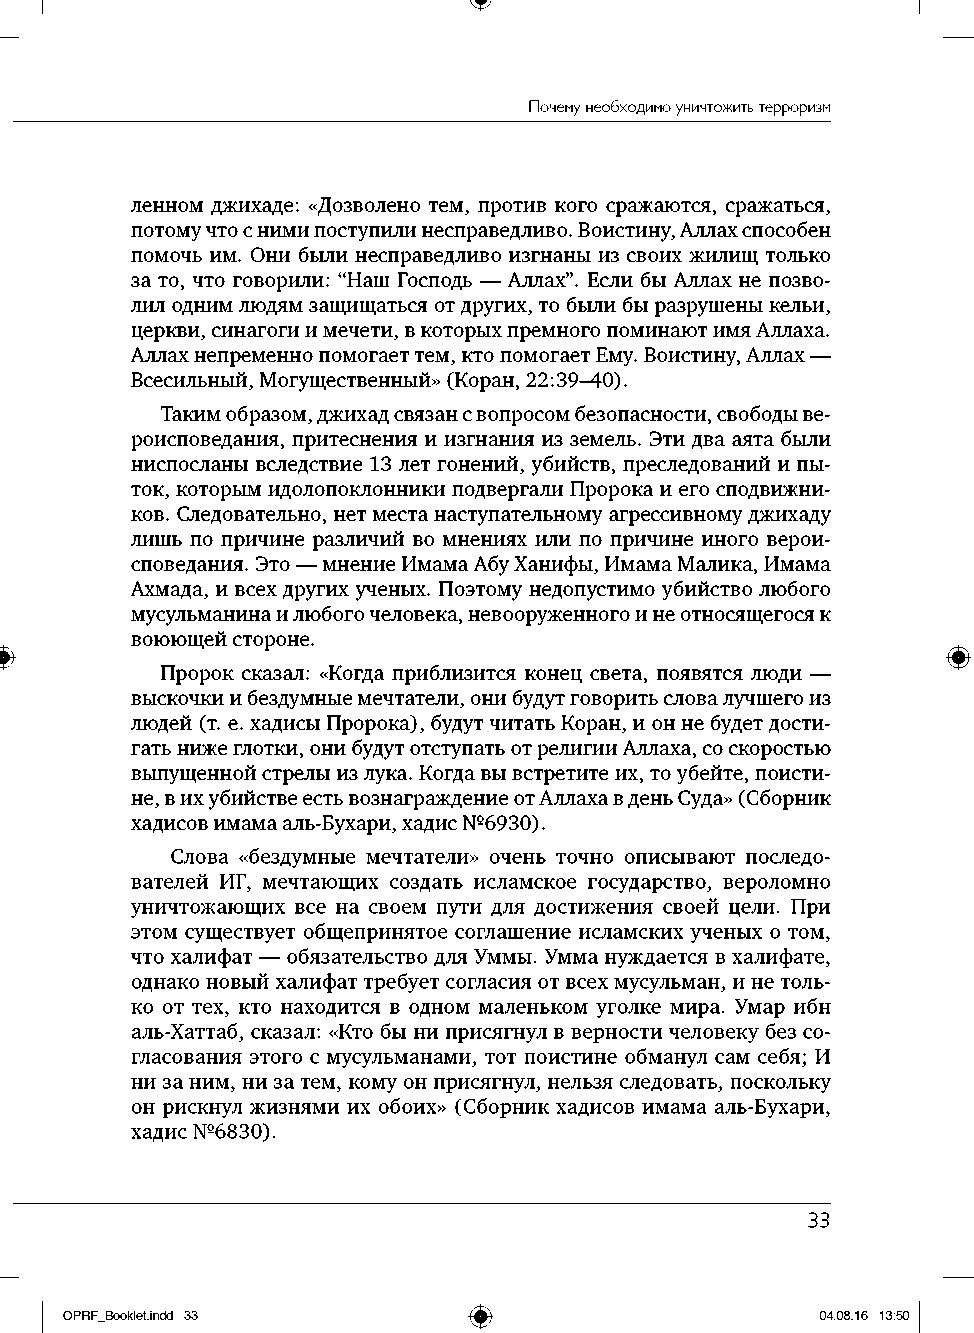 Почему необходимо уничтожить терроризм
ленном джихаде: «Дозволено тем, против кого сражаются, сражаться,
потому что с ними поступили несправедливо. Воистину, Аллах способен
помочь им. Они были несправедливо изгнаны из своих жилищ только
за то, что говорили: “Наш Господь — Аллах”. Если бы Аллах не позво-
лил одним людям защищаться от других, то были бы разрушены кельи,
церкви, синагоги и мечети, в которых премного поминают имя Аллаха.
Аллах непременно помогает тем, кто помогает Ему. Воистину, Аллах —
Всесильный, Могущественный» (Коран, 22:39–40).
Таким образом, джихад связан с вопросом безопасности, свободы ве-
роисповедания, притеснения и изгнания из земель. Эти два аята были
ниспосланы вследствие 13 лет гонений, убийств, преследований и пы-
ток, которым идолопоклонники подвергали Пророка и его сподвижни-
ков. Следовательно, нет места наступательному агрессивному джихаду
лишь по причине различий во мнениях или по причине иного верои-
споведания. Это — мнение Имама Абу Ханифы, Имама Малика, Имама
Ахмада, и всех других ученых. Поэтому недопустимо убийство любого
мусульманина и любого человека, невооруженного и не относящегося к
воюющей стороне.
Пророк сказал: «Когда приблизится конец света, появятся люди —
выскочки и бездумные мечтатели, они будут говорить слова лучшего из
людей (т. е. хадисы Пророка), будут читать Коран, и он не будет дости-
гать ниже глотки, они будут отступать от религии Аллаха, со скоростью
выпущенной стрелы из лука. Когда вы встретите их, то убейте, поисти-
не, в их убийстве есть вознаграждение от Аллаха в день Суда» (Сборник
хадисов имама аль-Бухари, хадис №6930).
Слова «бездумные мечтатели» очень точно описывают последо-
вателей ИГ, мечтающих создать исламское государство, вероломно
уничтожающих все на своем пути для достижения своей цели. При
этом существует общепринятое соглашение исламских ученых о том,
что халифат — обязательство для Уммы. Умма нуждается в халифате,
однако новый халифат требует согласия от всех мусульман, и не толь-
ко от тех, кто находится в одном маленьком уголке мира. Умар ибн
аль-Хаттаб, сказал: «Кто бы ни присягнул в верности человеку без со-
гласования этого с мусульманами, тот поистине обманул сам себя; И
ни за ним, ни за тем, кому он присягнул, нельзя следовать, поскольку
он рискнул жизнями их обоих» (Сборник хадисов имама аль-Бухари,
хадис №6830).
33
OPRF_Booklet.indd 33
04.08.16 13:50